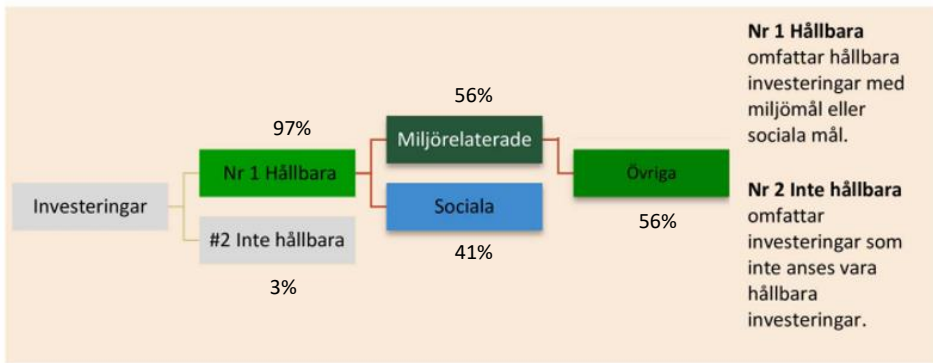 Investeringar
97%
Nr 1 Hållbara
#2 Inte hållbara
3%
56%
Miljörelaterade
Sociala
41%
Övriga
56%
Nr 1 Hållbara
omfattar hållbara
investeringar med
miljömål eller
sociala mål.
Nr 2 Inte hållbara
omfattar
investeringar som
inte anses vara
hållbara
investeringar.